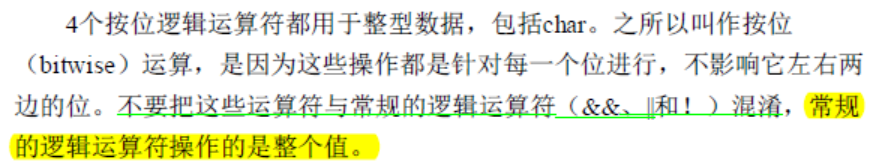 4个按位逻辑运算符都用于整型数据，包括char。之所以叫作按位
（bitwise）运算，是因为这些操作都是针对每一个位进行，不影响它左右两
边的位。不要把这些运算符与常规的逻辑运算符（&&、||和！）混淆，常规
的逻辑运算符操作的是整个值。